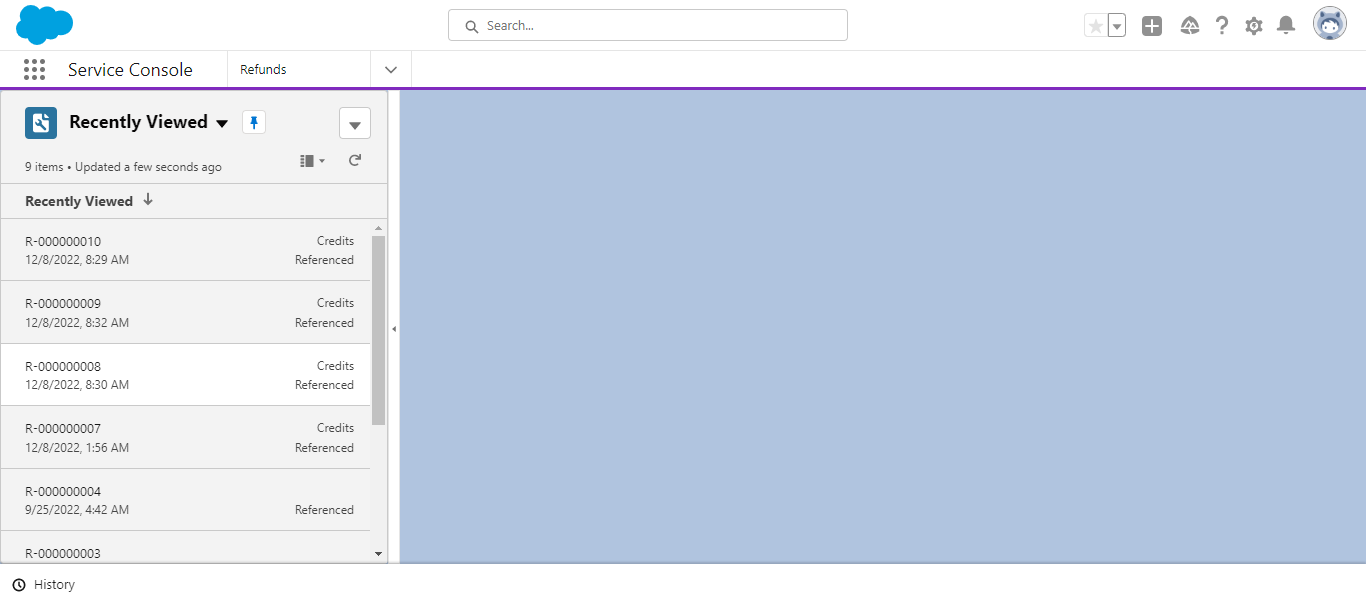 Search...
Service Console
Refunds
Recently Viewed
9 items • Updated a few seconds ago
Recently Viewed
R-000000010 Credits
12/8/2022, 8:29 AM Referenced
R-000000009 Credits
12/8/2022, 8:32 AM Referenced
R-000000008 Credits
12/8/2022, 8:30 AM Referenced
R-000000007 Credits
12/8/2022, 1:56 AM Referenced
R-000000004
9/25/2022, 4:42 AM Referenced
R-000000003
History